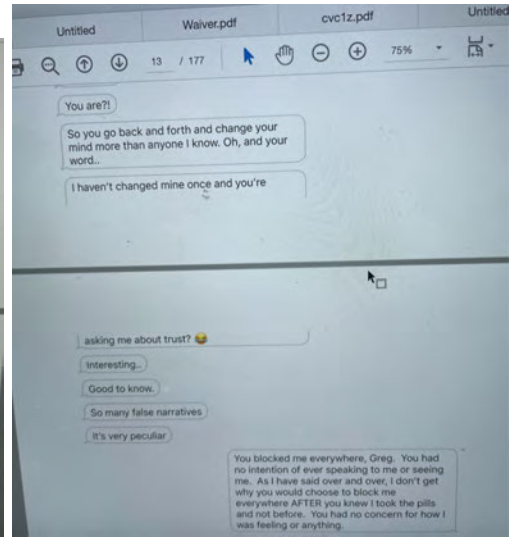 Untitled
Waiver.pdf
cvc1z.pdf
Untitled
13 / 177
75%
You are?!
So you go back and forth and change your
mind more than anyone I know. Oh, and your
word..
I haven't changed mine once and you're
asking me about trust? 😂
Interesting..
Good to know.
So many false narratives
It's very peculiar
You blocked me everywhere, Greg. You had
no intention of ever speaking to me or seeing
me. As I have said over and over, I don't get
why you would choose to block me
everywhere AFTER you knew I took the pills
and not before. You had no concern for how I
was feeling or anything.